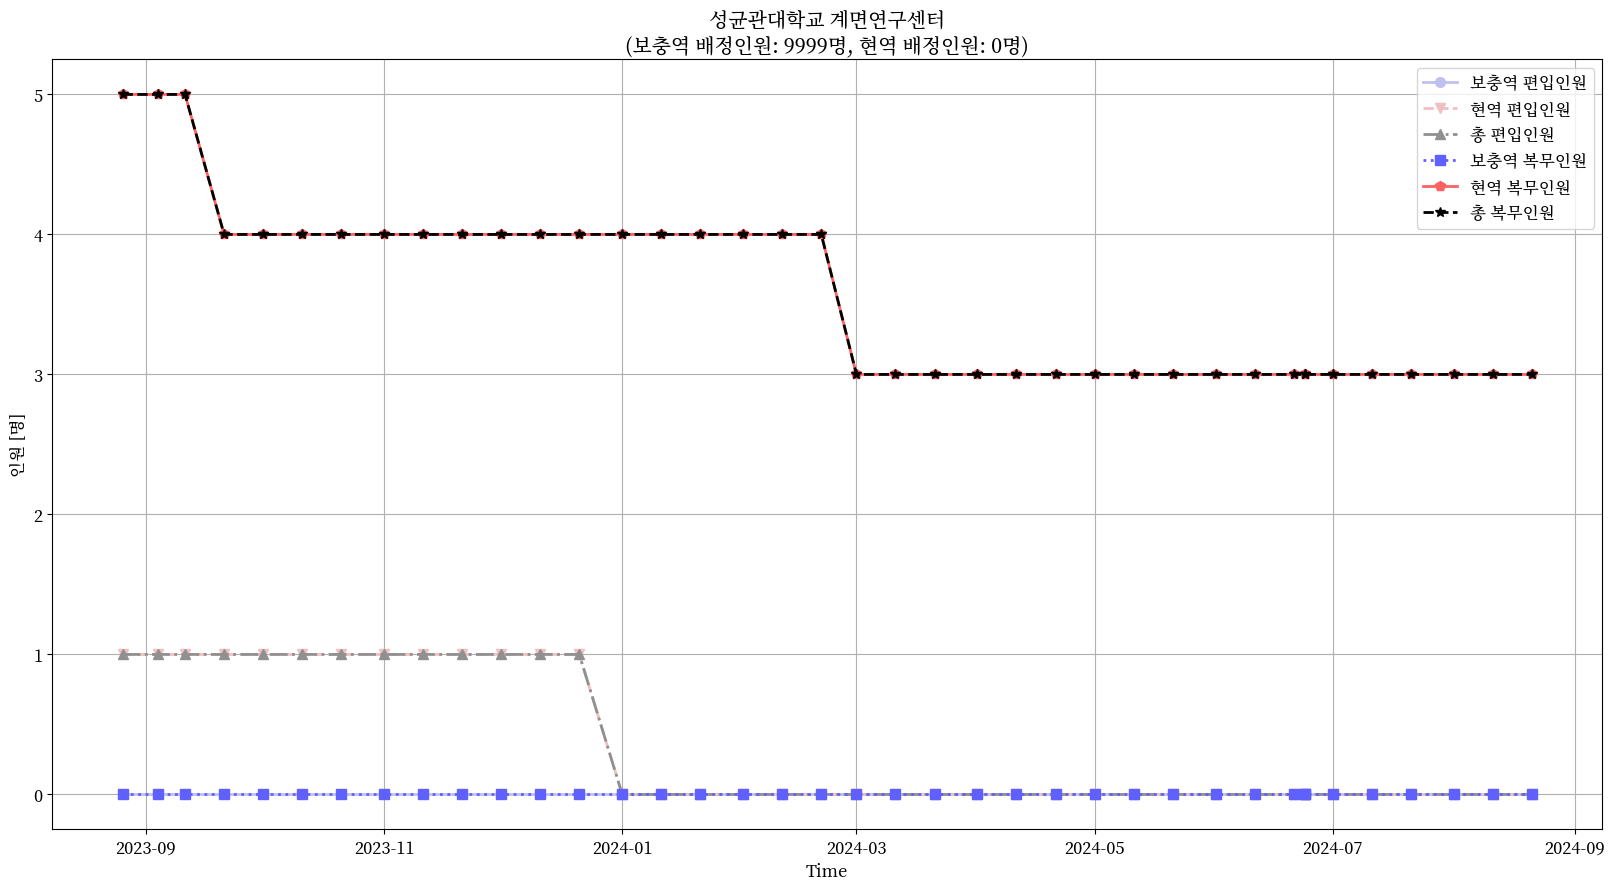 성균관대학교 계면연구센터
(보충역 배정인원: 9999명, 현역 배정인원: 0명)
보충역 편입인원
현역 편입인원
총 편입인원
보충역 복무인원
현역 복무인원
총 복무인원
5
4
3
2
1
0
인원 [명]
2023-09
2023-11
2024-01
2024-03
2024-05
2024-07
2024-09
Time